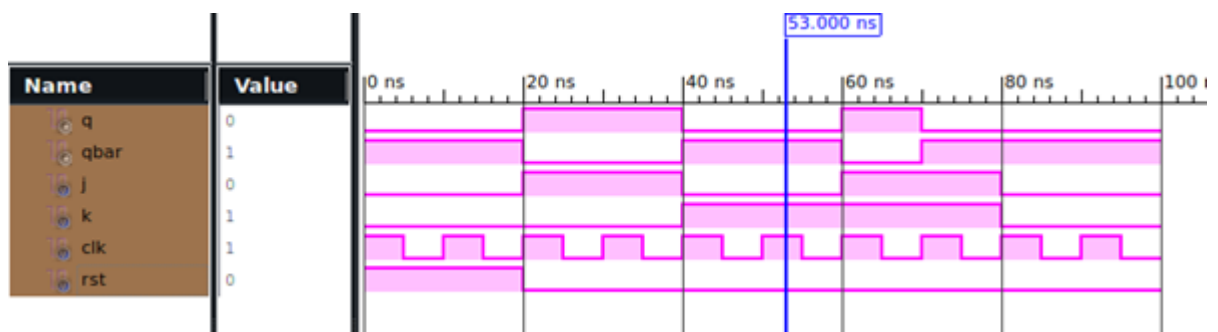 53.000 ns
Name Value 0 ns 20 ns 40 ns 60 ns 80 ns 100 n
q 0
qbar 1
j 0
k 1
clk 1
rst 0